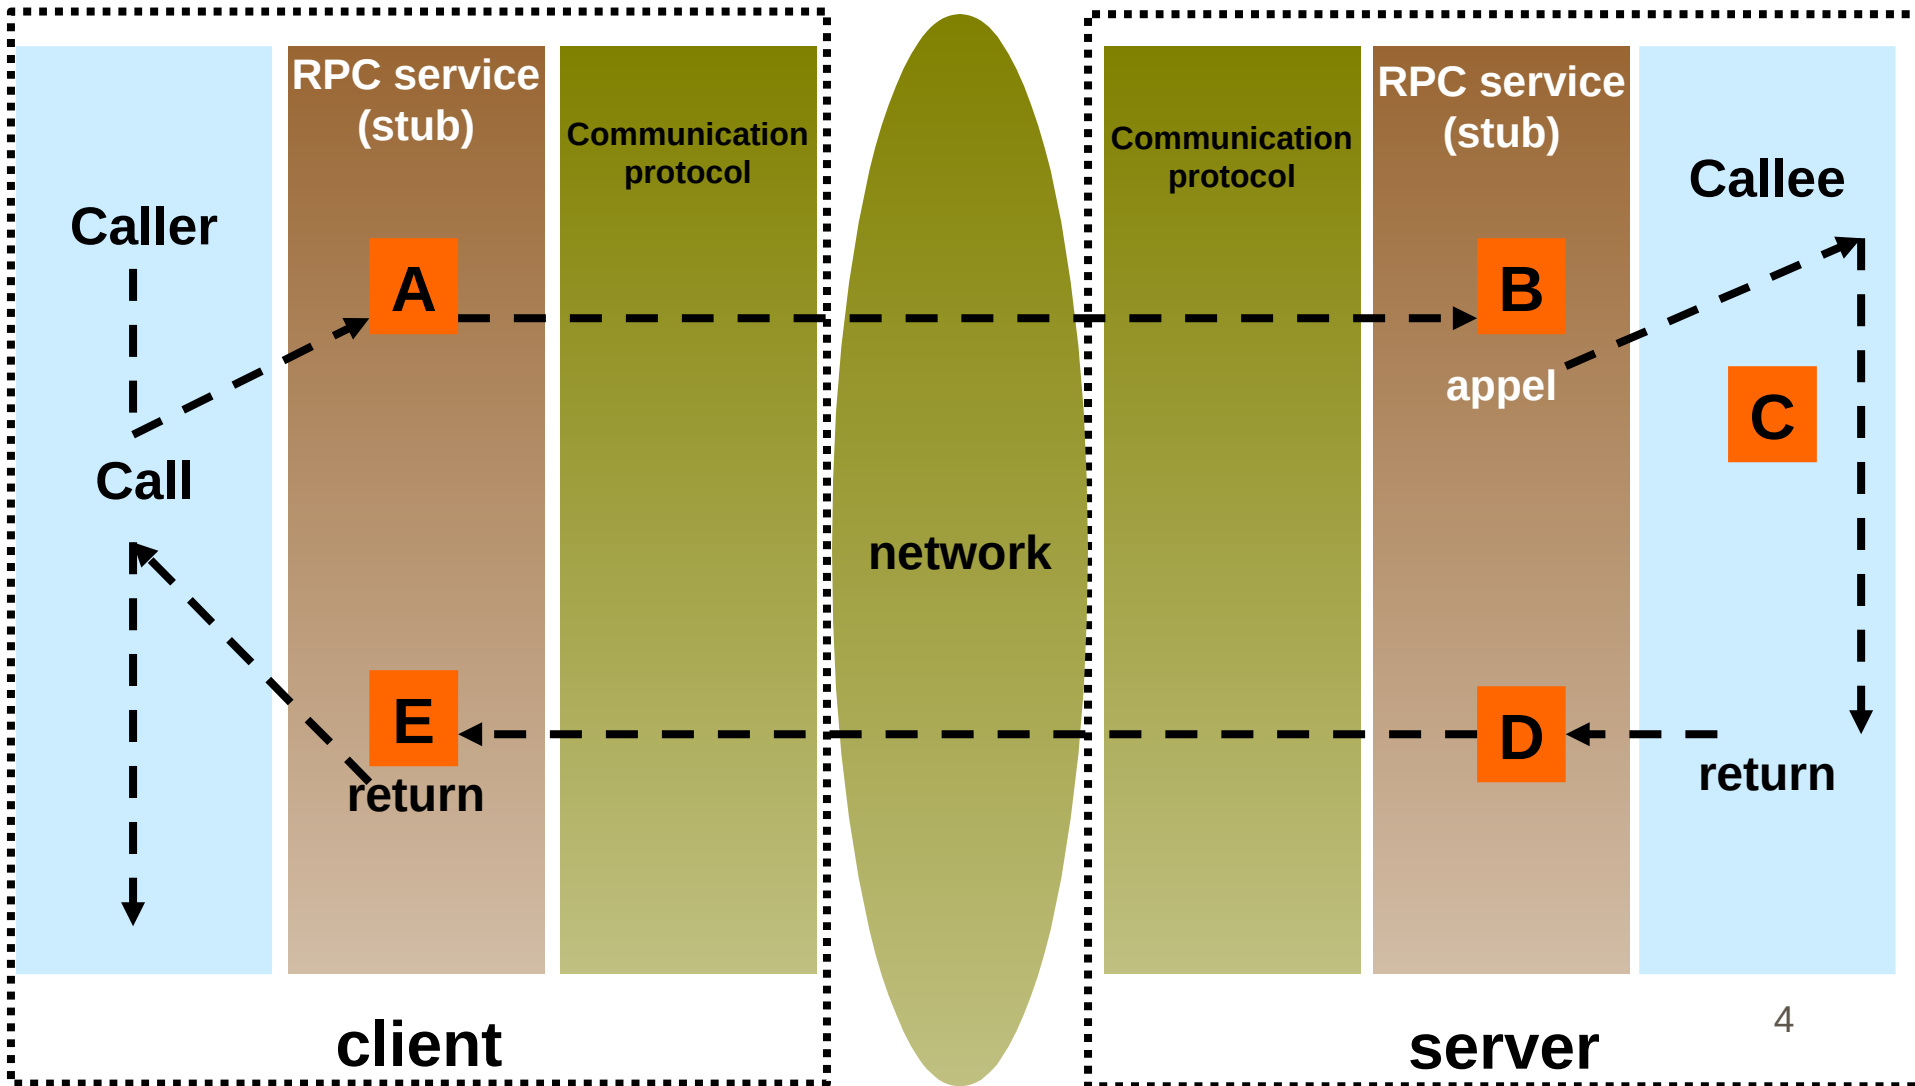 RPC service
(stub)
Communication
protocol
Communication
protocol
RPC service
(stub)
Callee
Caller
A
B
appel
C
Call
network
E
return
D
return
client
server
4